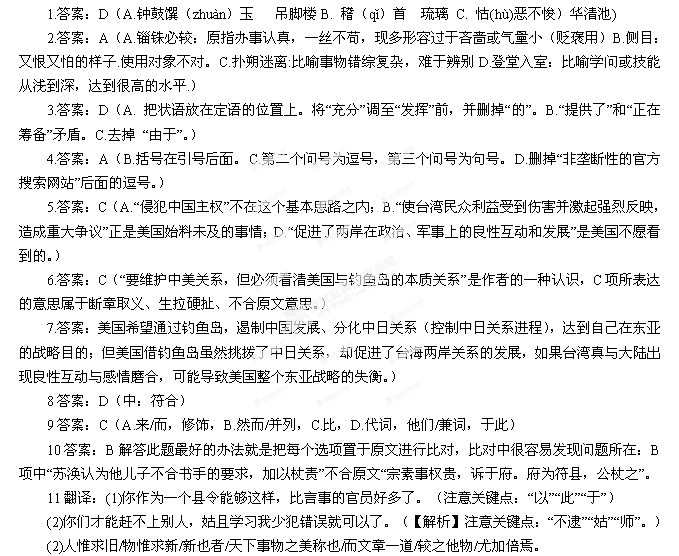 1.答案：D（A.钟鼓馔（zhuàn）玉　吊脚楼 B. 稽（qǐ）首　琉璃 C. 怙(hù)恶不悛）华清池)
2.答案：A（A.锱铢必较：原指办事认真，一丝不苟，现多形容过于吝啬或气量小（贬褒用）B.侧目：
又恨又怕的样子.使用对象不对。C.扑朔迷离:比喻事物错综复杂，难于辨别 D.登堂入室：比喻学问或技能
从浅到深，达到很高的水平.）
3.答案：D（A. 把状语放在定语的位置上。将“充分”调至“发挥”前，并删掉“的”。B.“提供了”和“正在
筹备”矛盾。C.去掉 “由于”。）
4.答案：A（B.括号在引号后面。C.第二个问号为逗号，第三个问号为句号。D.删掉“非垄断性的官方
搜索网站”后面的逗号。）
5.答案：C（A.“侵犯中国主权”不在这个基本思路之内；B.“使台湾民众利益受到伤害并激起强烈反映，
造成重大争议”正是美国始料未及的事情；D.“促进了两岸在政治、军事上的良性互动和发展”是美国不愿看
到的。）
6.答案：C（“要维护中美关系，但必须看清美国与钓鱼岛的本质关系”是作者的一种认识，C 项所表达
的意思属于断章取义、生拉硬扯、不合原文意思。）
7.答案：美国希望通过钓鱼岛，遏制中国发展、分化中日关系（控制中日关系进程），达到自己在东亚
的战略目的；但美国借钓鱼岛虽然挑拨了中日关系，却促进了台海两岸关系的发展，如果台湾真与大陆出
现良性互动与感情磨合，可能导致美国整个东亚战略的失衡。）
8 答案：D（中：符合）
9 答案：C（A.来/而，修饰，B.然而/并列，C.比，D.代词，他们/兼词，于此）
10 答案：B 解答此题最好的办法就是把每个选项置于原文进行比对，比对中很容易发现问题所在：B
项中“苏涣认为他儿子不合书手的要求，加以杖责”不合原文“宗素事权贵，诉于府。府为符县，公杖之”。
11 翻译：(1)你作为一个县令能够这样，比言事的官员好多了。（注意关键点：“以”“此”“于”）
(2)你们才能赶不上别人，姑且学习我少犯错误就可以了。（【解析】注意关键点：“不逮”“姑”“师”。）
(2)人惟求旧/物惟求新/新也者/天下事物之美称也/而文章一道/较之他物/尤加倍焉。